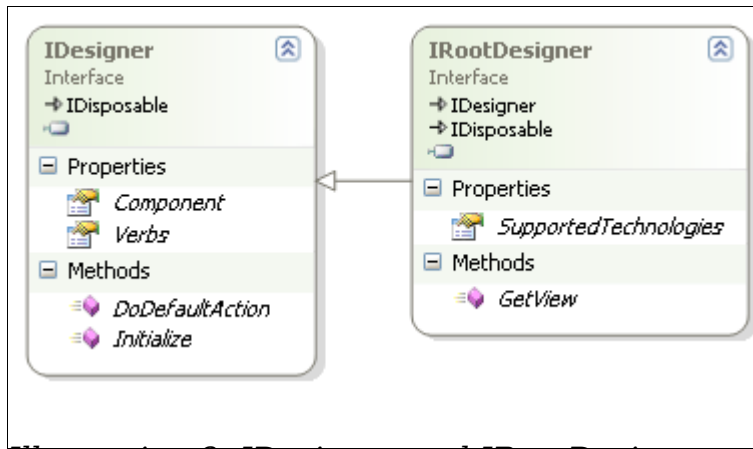 IDesigner
Interface
IDisposable
Properties
Component
Verbs
Methods
DoDefaultAction
Initialize
IRootDesigner
Interface
IDesigner
IDisposable
Properties
SupportedTechnologies
Methods
GetView